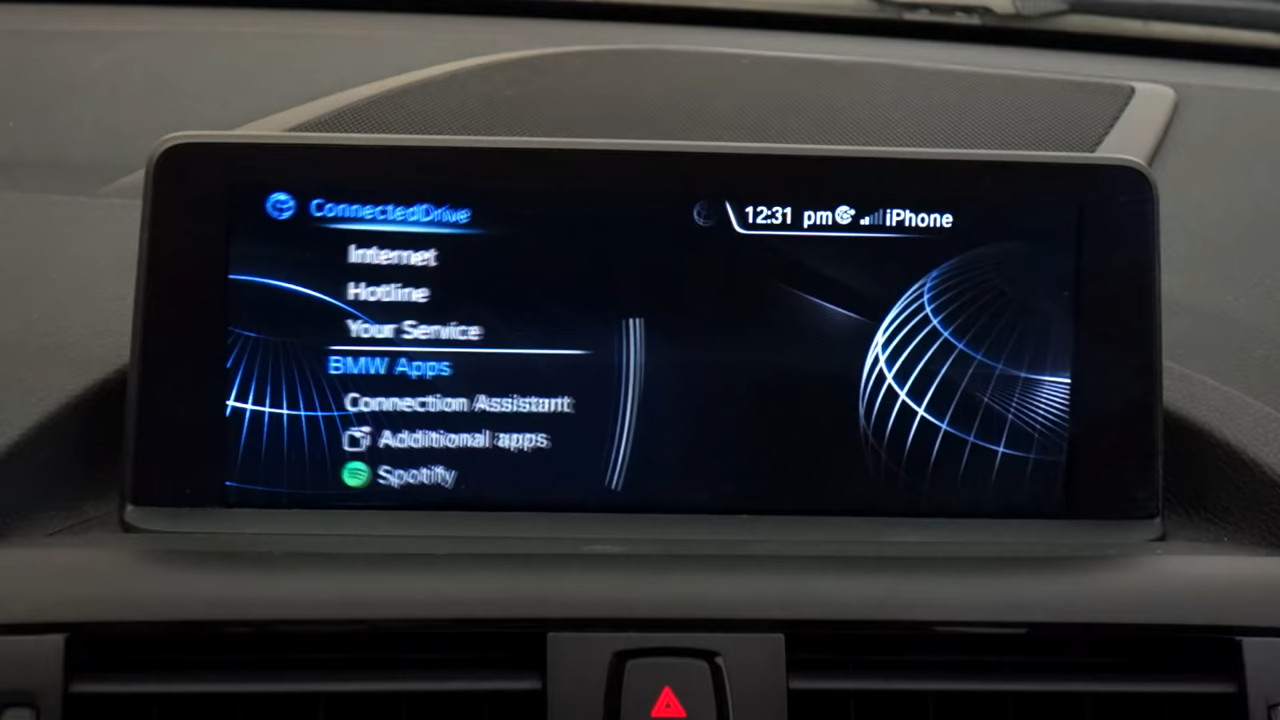 ConnectedDrive
12:31 pm iPhone
Internet
Hotline
Your Service
BMW Apps
Connection Assistant
Additional apps
Spotify